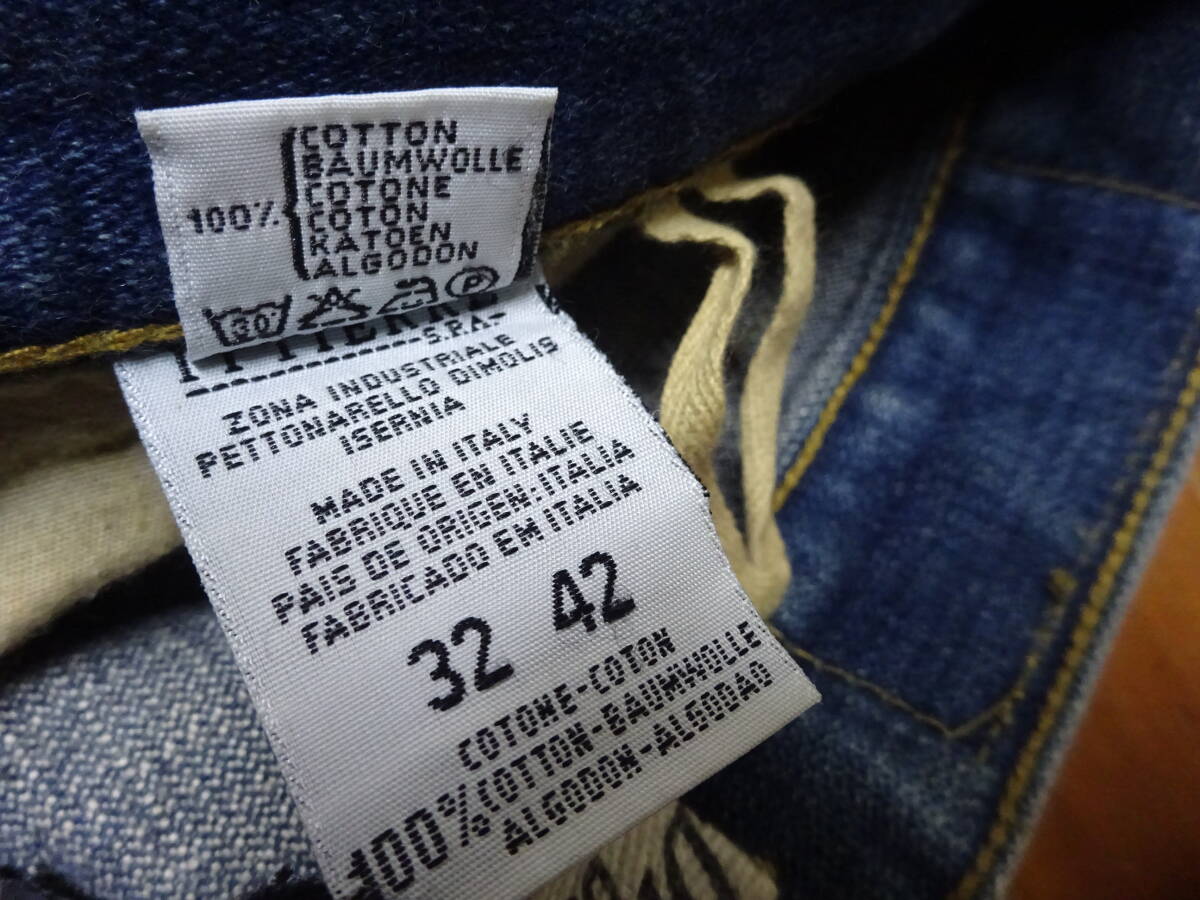 100%
COTTON
BAUMWOLLE
COTONE
COTON
KATOEN
ALGODON
30
P
S.P.A.
ZONA INDUSTRIALE
PETTONARELLO DIMOLIS
ISERNIA
MADE IN ITALY
FABRIQUE EN ITALIE
PAIS DE ORIGEN:ITALIA
FABRICADO EM ITALIA
32 42
COTONE-COTON
100% COTTON-BAUMWOLLE
ALGODON-ALGODAO